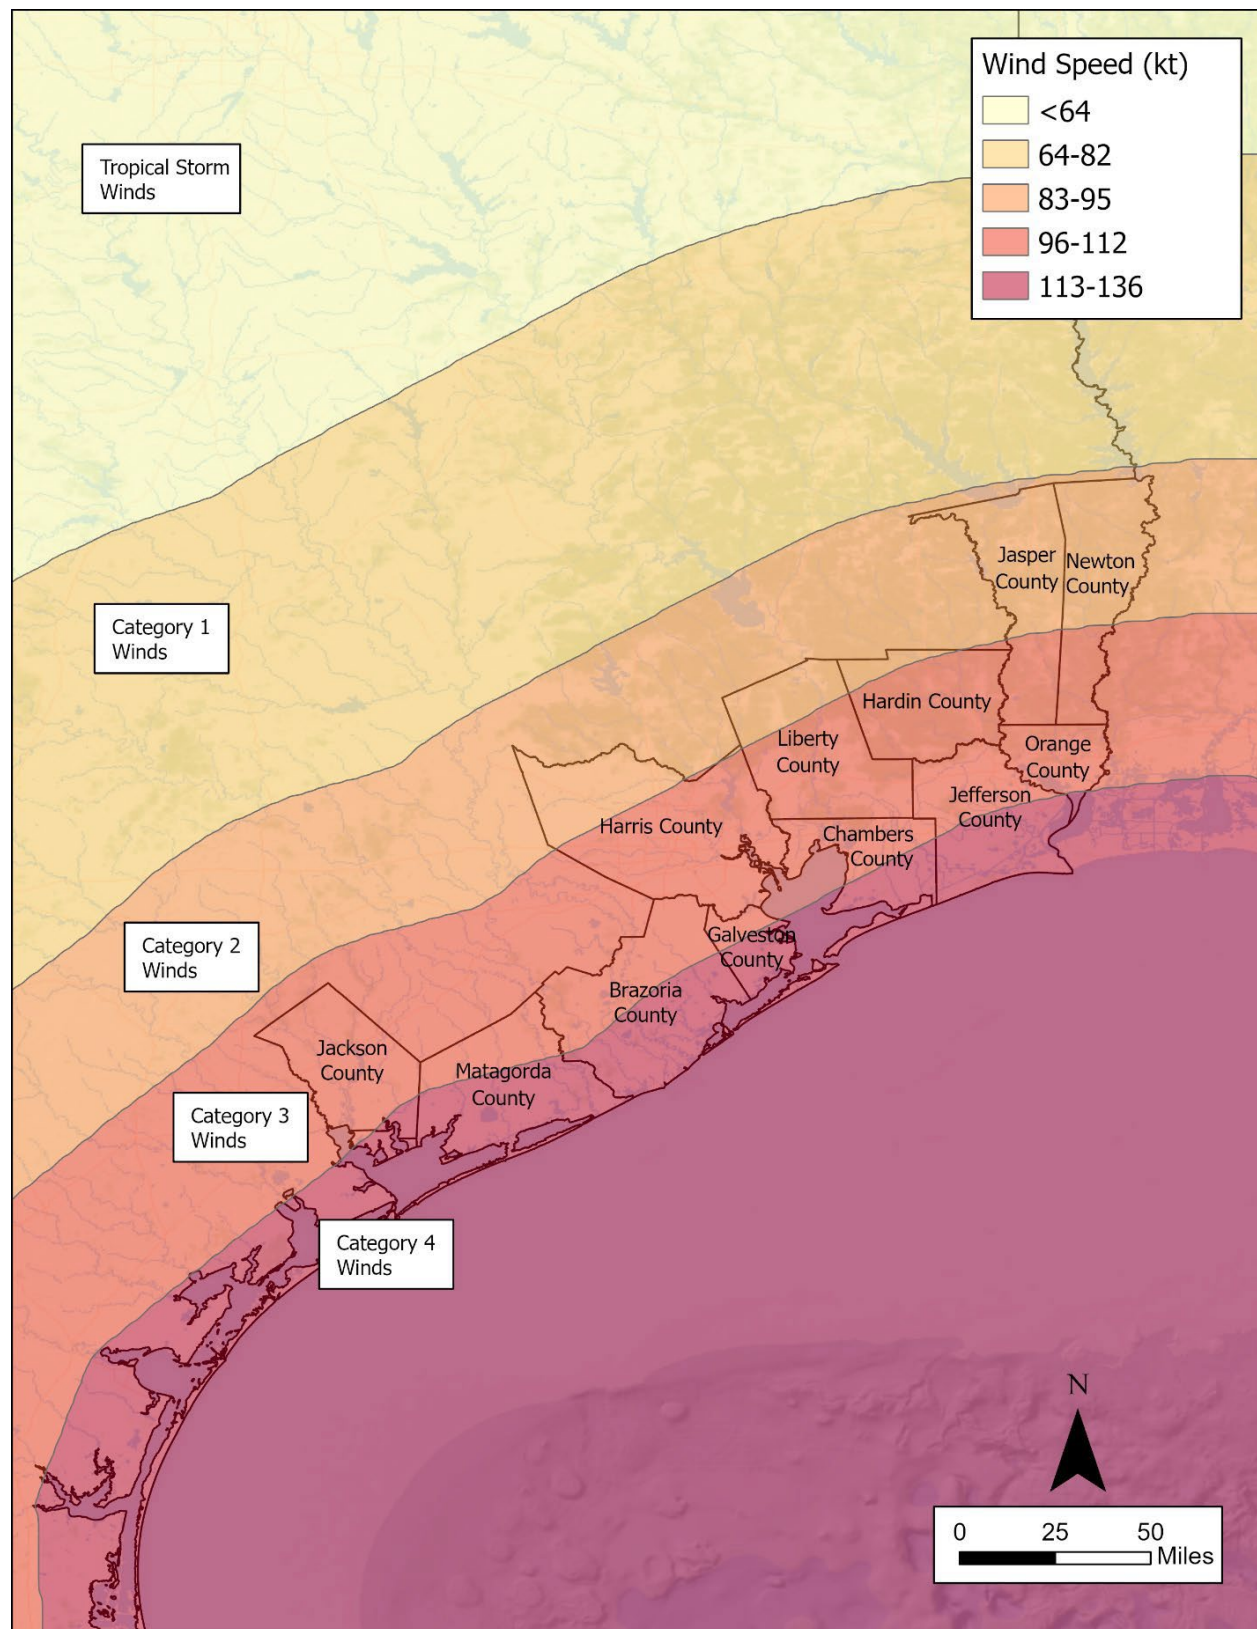 Wind Speed (kt)
<64
64-82
83-95
96-112
113-136
Tropical Storm
Winds
Category 1
Winds
Category 2
Winds
Category 3
Winds
Category 4
Winds
Jasper
County
Newton
County
Hardin County
Liberty
County
Orange
County
Jefferson
County
Harris County
Chambers
County
Galveston
County
Brazoria
County
Jackson
County
Matagorda
County
N
0 25 50
Miles